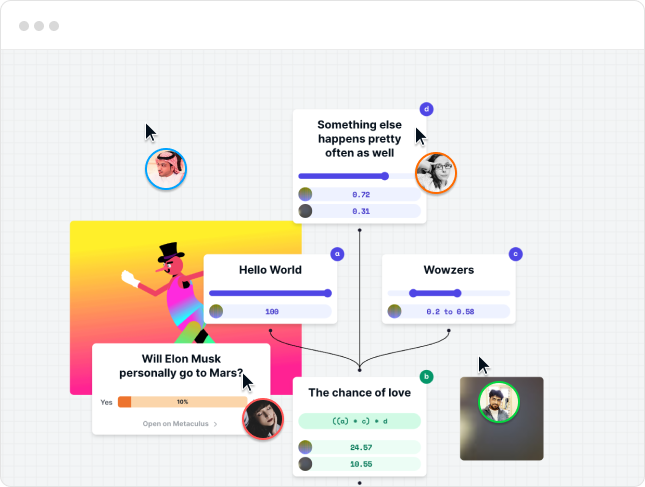 d
Something else
happens pretty
often as well
0.72
0.31
a
Hello World
100
c
Wowzers
0.2 to 0.58
Will Elon Musk
personally go to Mars?
Yes
10%
Open on Metaculus >
b
The chance of love
((a) * c) * d
24.57
10.55